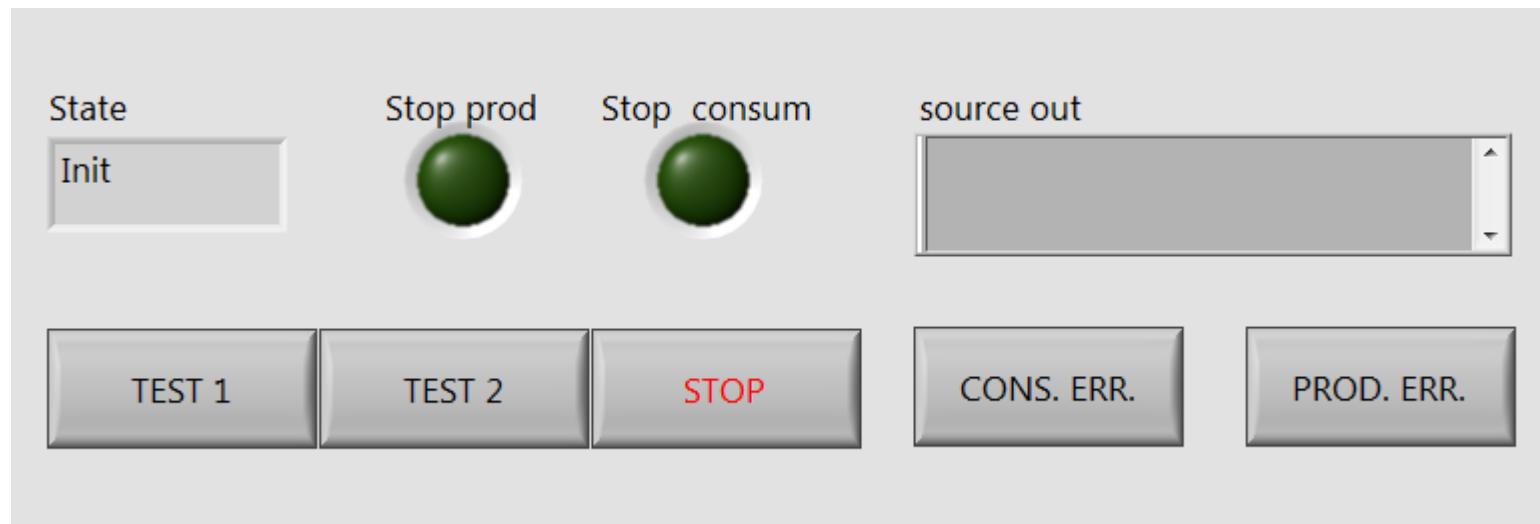 State
Stop prod
Stop consum
source out
Init
TEST 1
TEST 2
STOP
CONS. ERR.
PROD. ERR.